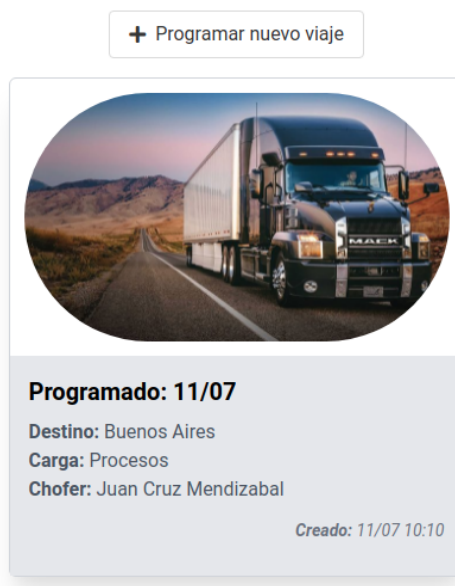 + Programar nuevo viaje
MACK
Programado: 11/07
Destino: Buenos Aires
Carga: Procesos
Chofer: Juan Cruz Mendizabal
Creado: 11/07 10:10